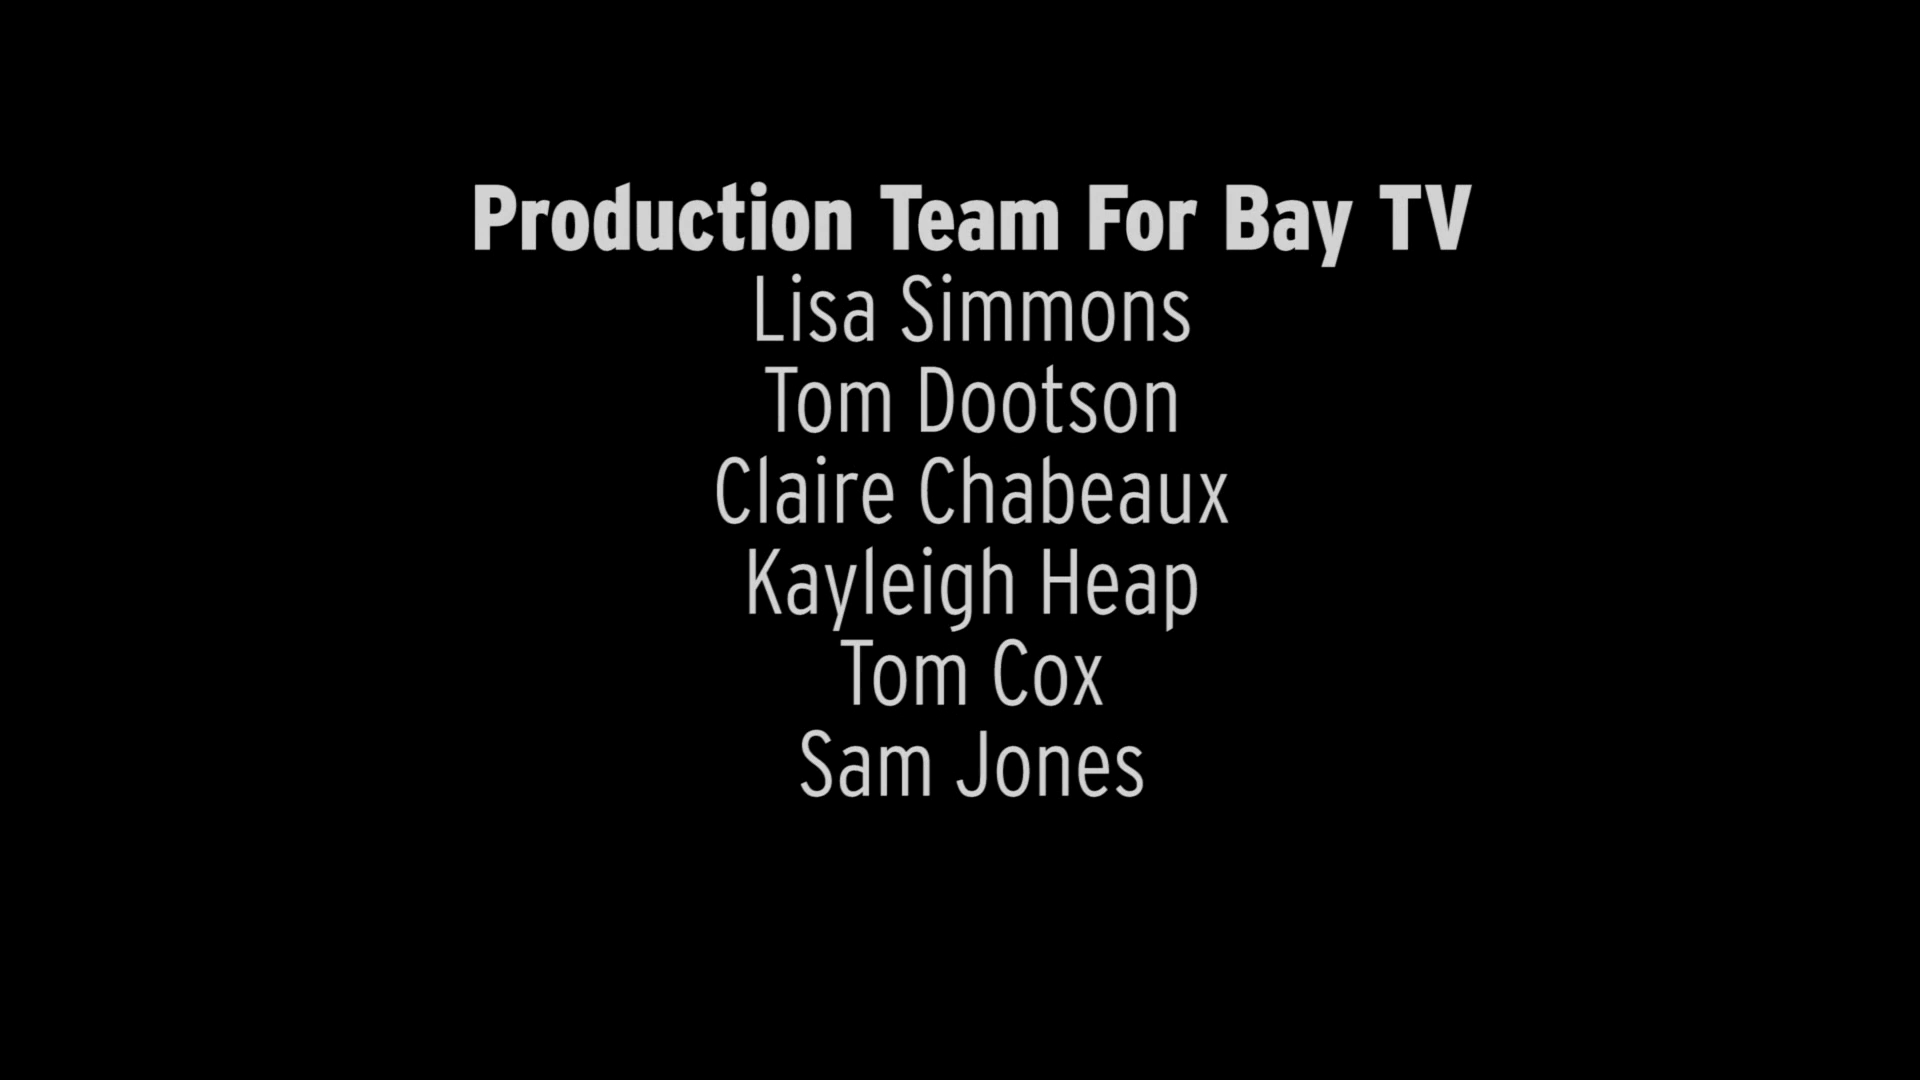 Production Team For Bay TV
Lisa Simmons
Tom Dootson
Claire Chabeaux
Kayleigh Heap
Tom Cox
Sam Jones